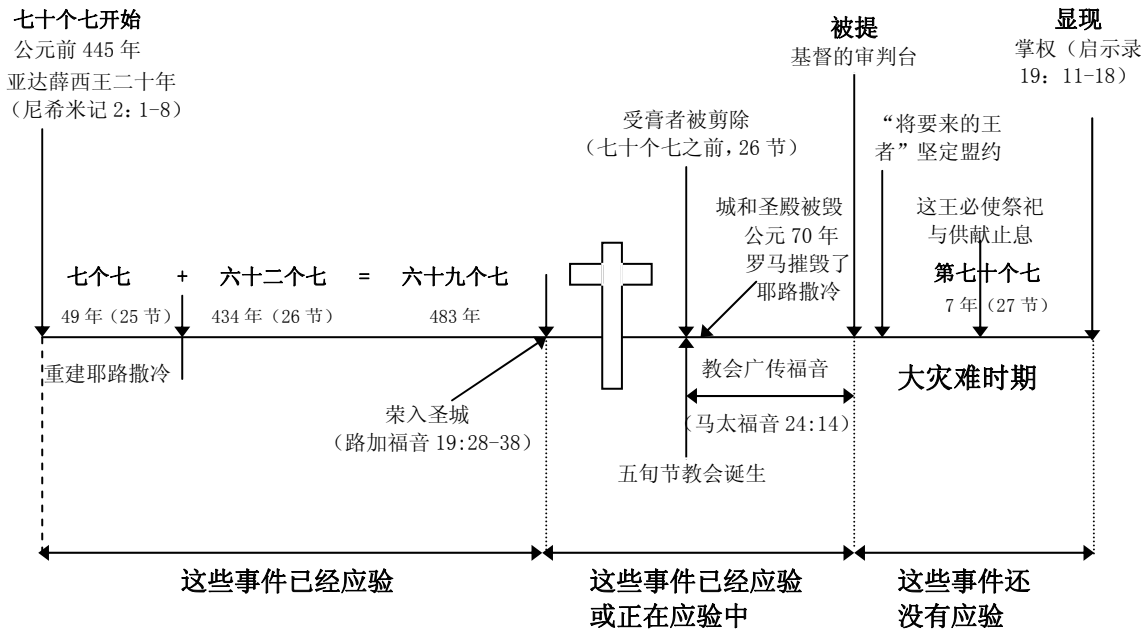 七十个七开始
公元前 445 年
亚达薛西王二十年
（尼希米记 2：1-8）
被提
基督的审判台
显现
掌权（启示录
19：11-18）
受膏者被剪除
（七十个七之前，26 节）
“将要来的王
者”坚定盟约
城和圣殿被毁
公元 70 年
罗马摧毁了
耶路撒冷
这王必使祭祀
与供献止息
第七十个七
7 年（27 节）
七个七 + 六十二个七 = 六十九个七
49 年（25 节） 434 年（26 节） 483 年
重建耶路撒冷
荣入圣城
（路加福音 19:28-38）
教会广传福音
（马太福音 24:14）
五旬节教会诞生
大灾难时期
这些事件已经应验
这些事件已经应验
或正在应验中
这些事件还
没有应验